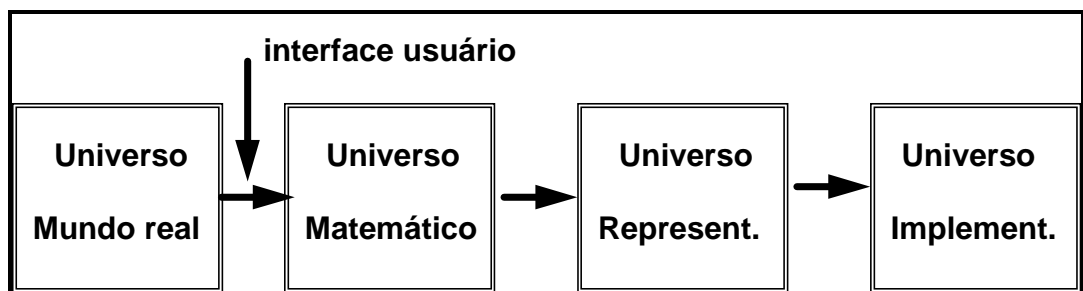 interface usuário
Universo
Mundo real
Universo
Matemático
Universo
Represent.
Universo
Implement.